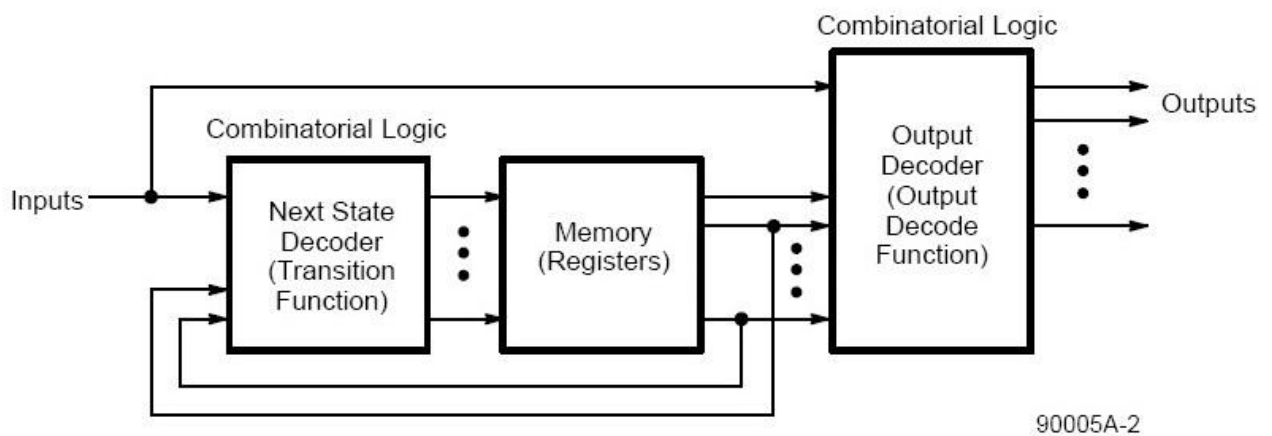 Combinatorial Logic
Combinatorial Logic
Inputs
Next State
Decoder
(Transition
Function)
Memory
(Registers)
Output
Decoder
(Output
Decode
Function)
Outputs
90005A-2